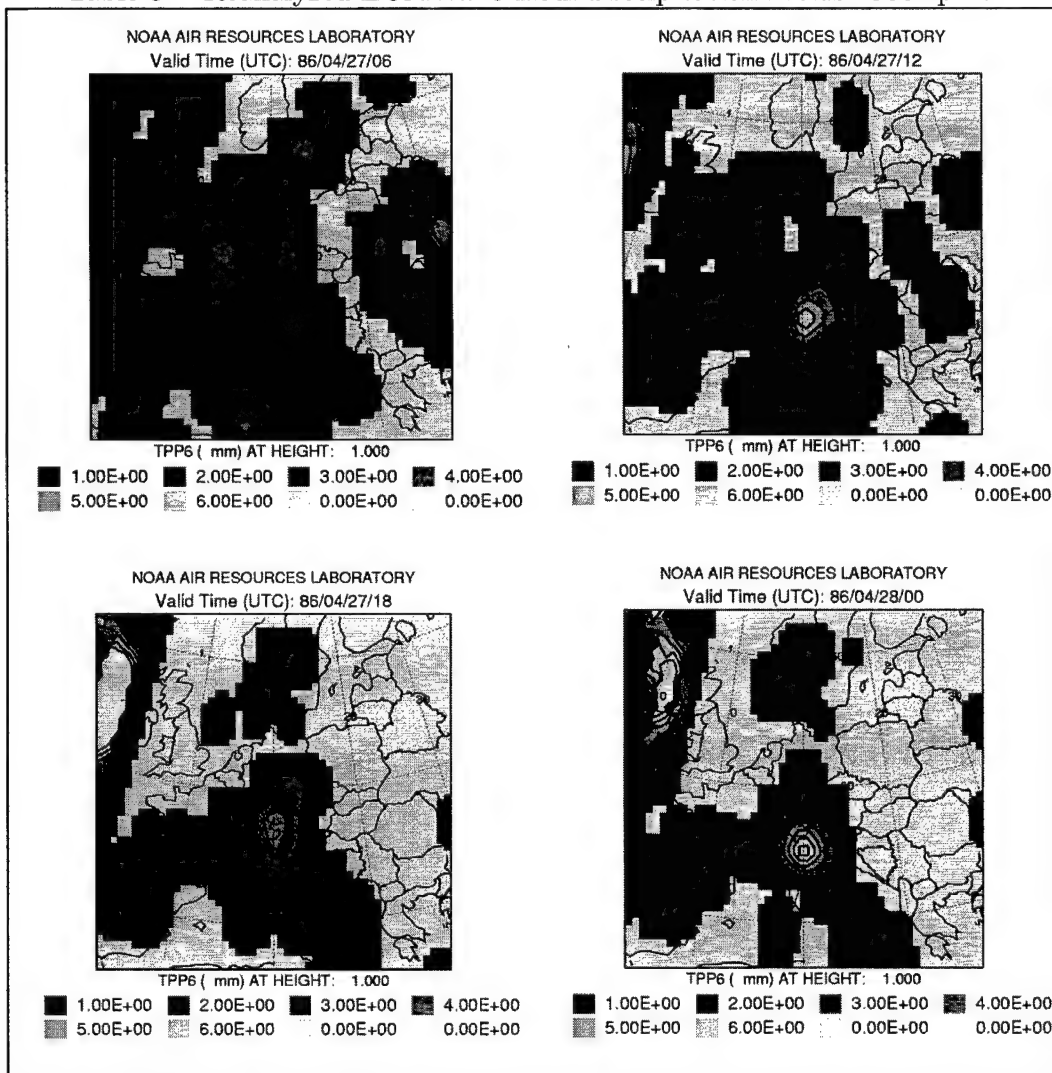 NOAA AIR RESOURCES LABORATORY
Valid Time (UTC): 86/04/27/06
TPP6 ( mm) AT HEIGHT: 1.000
1.00E+00 2.00E+00 3.00E+00 4.00E+00
5.00E+00 6.00E+00 0.00E+00 0.00E+00
NOAA AIR RESOURCES LABORATORY
Valid Time (UTC): 86/04/27/12
TPP6 ( mm) AT HEIGHT: 1.000
1.00E+00 2.00E+00 3.00E+00 4.00E+00
5.00E+00 6.00E+00 0.00E+00 0.00E+00
NOAA AIR RESOURCES LABORATORY
Valid Time (UTC): 86/04/27/18
TPP6 ( mm) AT HEIGHT: 1.000
1.00E+00 2.00E+00 3.00E+00 4.00E+00
5.00E+00 6.00E+00 0.00E+00 0.00E+00
NOAA AIR RESOURCES LABORATORY
Valid Time (UTC): 86/04/28/00
TPP6 ( mm) AT HEIGHT: 1.000
1.00E+00 2.00E+00 3.00E+00 4.00E+00
5.00E+00 6.00E+00 0.00E+00 0.00E+00